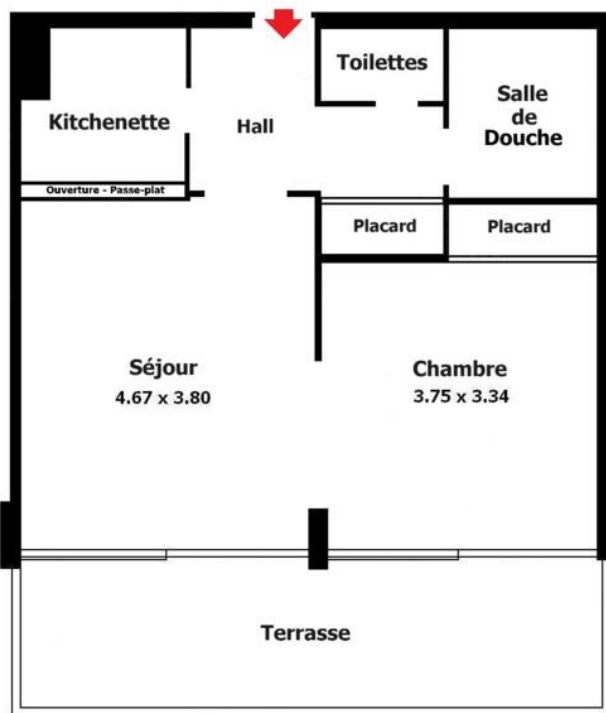 Toilettes
Kitchenette
Hall
Salle
de
Douche
Ouverture - Passe-plat
Placard
Placard
Séjour
4.67 x 3.80
Chambre
3.75 x 3.34
Terrasse